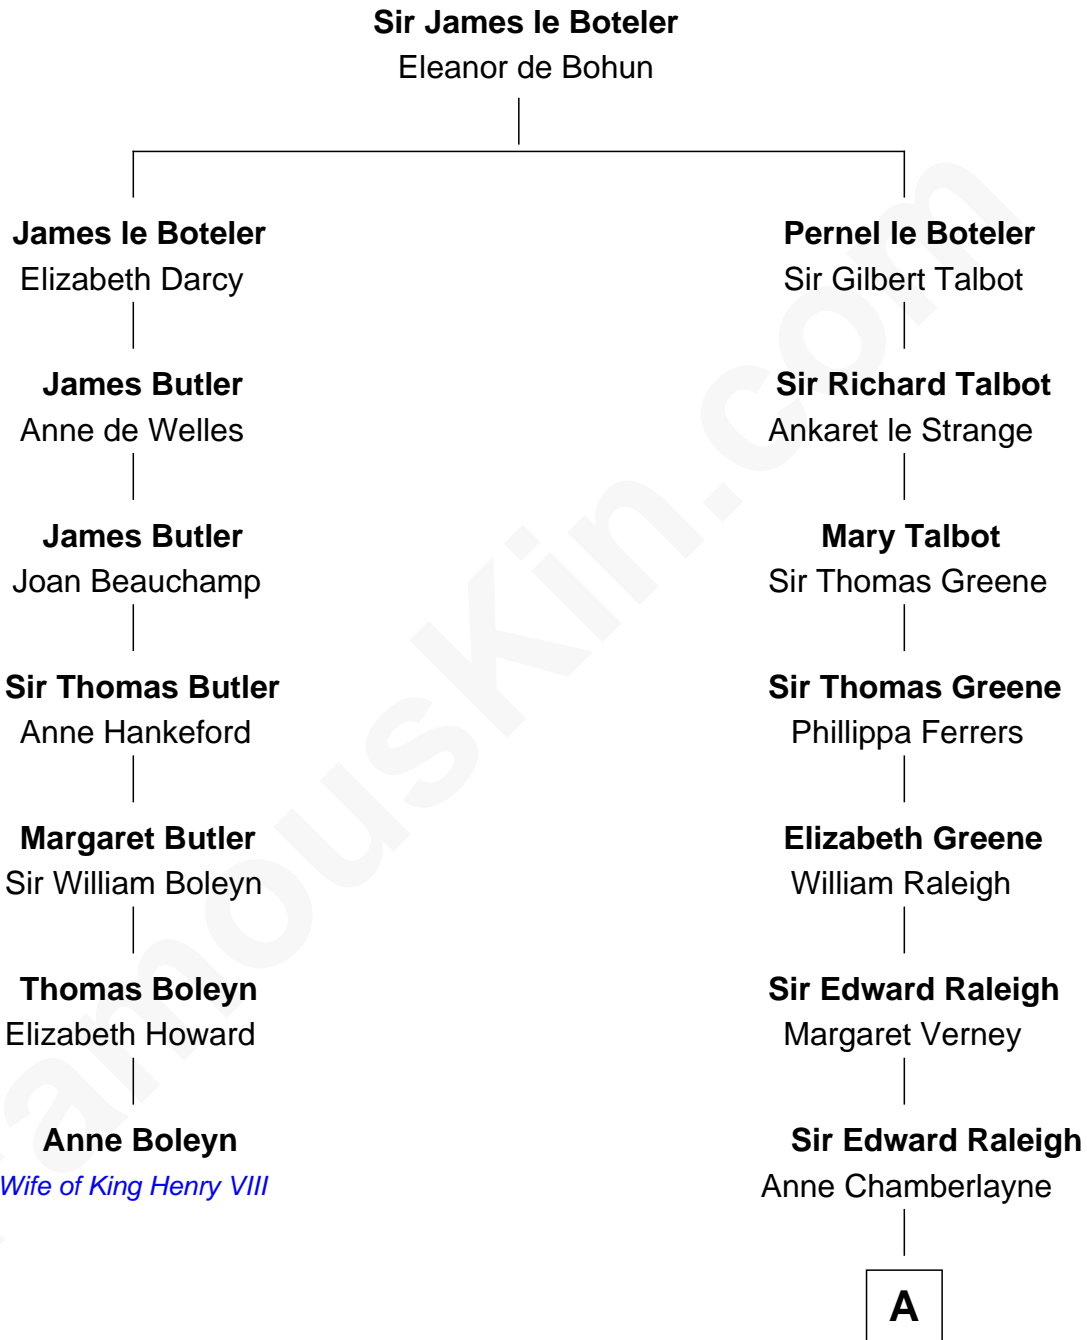 Sir James le Boteler
Eleanor de Bohun
James le Boteler
Elizabeth Darcy
James Butler
Anne de Welles
James Butler
Joan Beauchamp
Sir Thomas Butler
Anne Hankeford
Margaret Butler
Sir William Boleyn
Thomas Boleyn
Elizabeth Howard
Anne Boleyn
Wife of King Henry VIII
Pernel le Boteler
Sir Gilbert Talbot
Sir Richard Talbot
Ankaret le Strange
Mary Talbot
Sir Thomas Greene
Sir Thomas Greene
Phillippa Ferrers
Elizabeth Greene
William Raleigh
Sir Edward Raleigh
Margaret Verney
Sir Edward Raleigh
Anne Chamberlayne
A
FamousKin.com